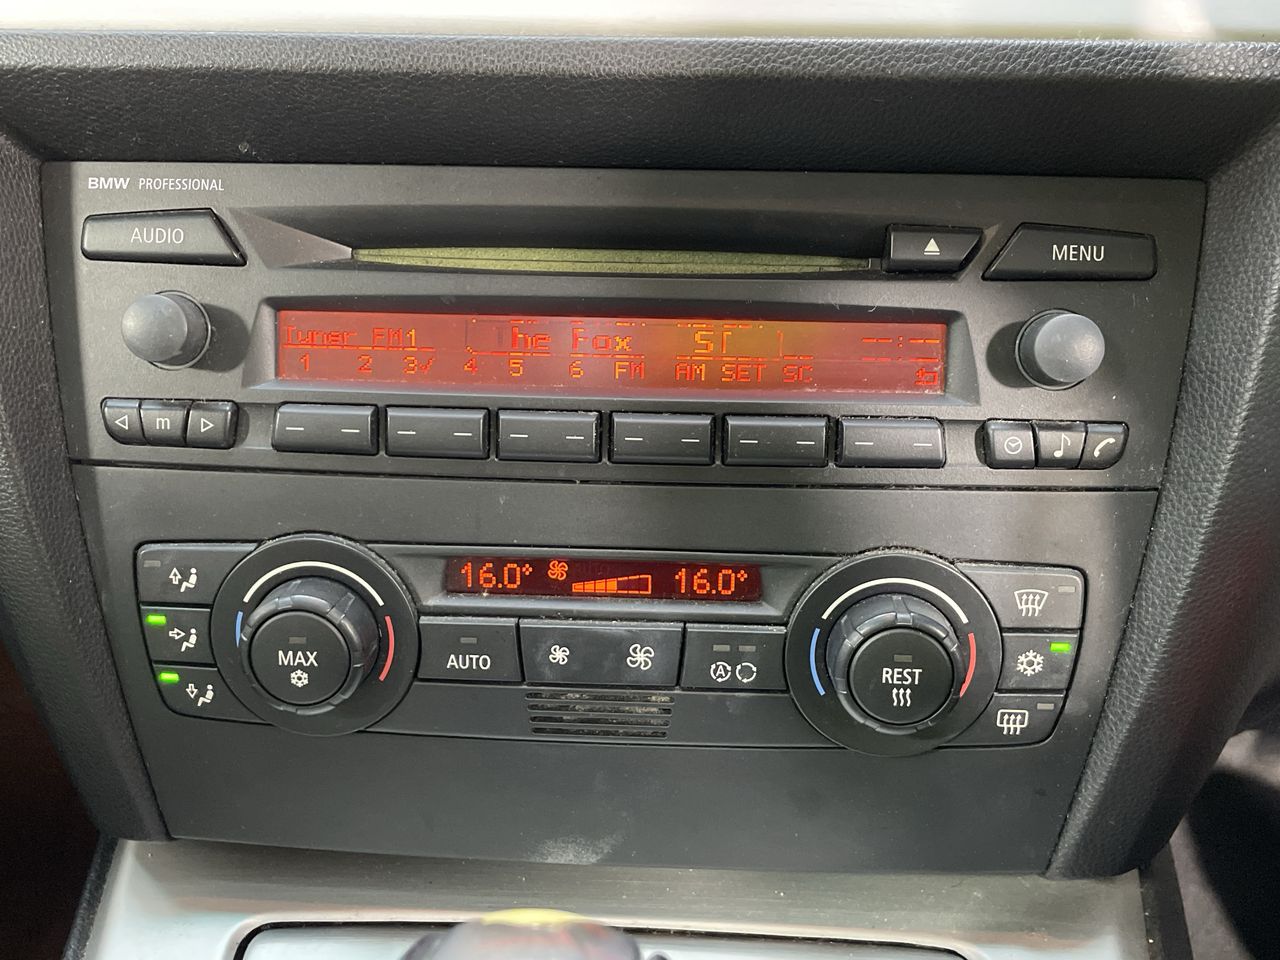 BMW PROFESSIONAL
AUDIO
MENU
Tuner FM1 he Fox ST --:--
1 2 3✓ 4 5 6 FM AM SET SC
m
16.0° 16.0°
MAX
AUTO
A
REST